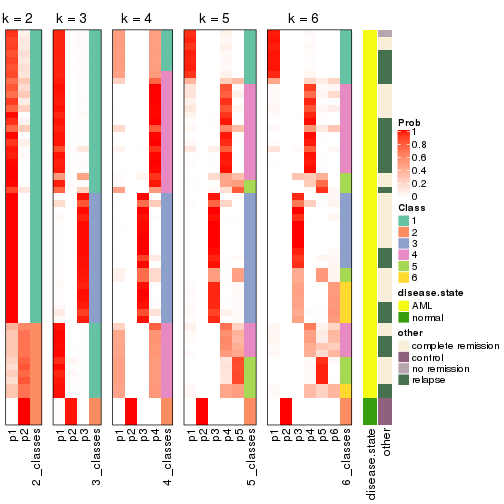 k = 2 k = 3 k = 4 k = 5 k = 6
Prob
1
0.8
0.6
0.4
0.2
0
Class
1
2
3
4
5
6
disease.state
AML
normal
other
complete remission
control
no remission
relapse
p1 p2 2_classes p1 p2 p3 3_classes p1 p2 p3 p4 4_classes p1 p2 p3 p4 p5 5_classes p1 p2 p3 p4 p5 p6 6_classes disease.state other